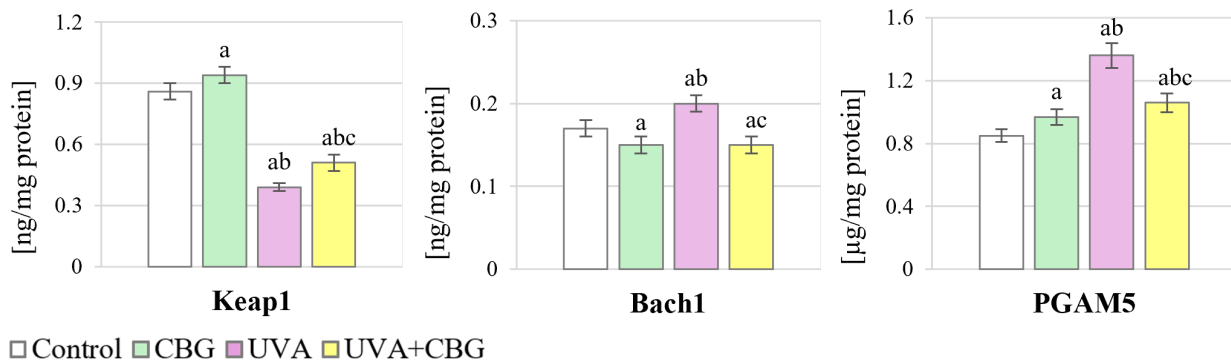 [ng/mg protein]
1.2
0.9
0.6
0.3
0
a
ab
abc
Keap1
[ng/mg protein]
0.3
0.2
0.1
0
a
ab
ac
Bach1
[µg/mg protein]
1.6
1.2
0.8
0.4
0
a
ab
abc
PGAM5
Control CBG UVA UVA+CBG